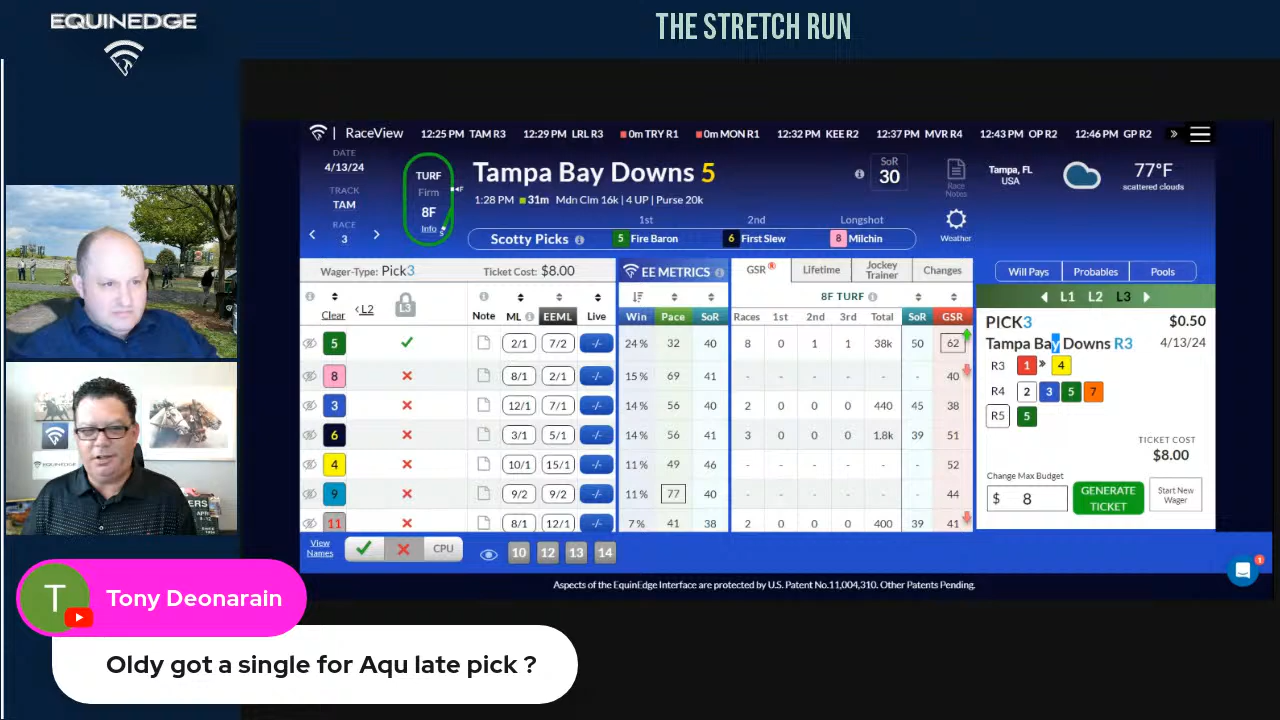 EQUINEDGE
THE STRETCH RUN
RaceView 12:25 PM TAM R3 12:29 PM LRL R3 0m TRY R1 0m MON R1 12:32 PM KEE R2 12:37 PM MVR R4 12:43 PM OP R2 12:46 PM GP R2 »
DATE
4/13/24
TRACK
TAM
RACE
3
TURF
Firm
8F
Info
Tampa Bay Downs 5
1:28 PM 31m Mdn Clm 16k | 4 UP | Purse 20k
SoR
30
Race Notes
Weather
Tampa, FL
USA
77°F
scattered clouds
1st 2nd Longshot
Scotty Picks 5 Fire Baron 6 First Slew 8 Milchin
Wager-Type: Pick3 Ticket Cost: $8.00
EE METRICS GSR Lifetime Jockey Trainer Changes
8F TURF
Clear L2 L3 Note ML EEML Live Win Pace SoR Races 1st 2nd 3rd Total SoR GSR
5 2/1 7/2 -/- 24 % 32 40 8 0 1 1 38k 50 62
8 8/1 2/1 -/- 15 % 69 41 - - - - - - 40
3 12/1 7/1 -/- 14 % 56 40 2 0 0 0 440 45 38
6 3/1 5/1 -/- 14 % 56 41 3 0 0 0 1.8k 39 51
4 10/1 15/1 -/- 11 % 49 46 - - - - - - 52
9 9/2 9/2 -/- 11 % 77 40 - - - - - - 44
11 8/1 12/1 -/- 7 % 41 38 2 0 0 0 400 39 41
View Names CPU 10 12 13 14
Will Pays Probables Pools
L1 L2 L3
PICK3 $0.50
Tampa Bay Downs R3 4/13/24
R3 1 » 4
R4 2 3 5 7
R5 5
TICKET COST
$8.00
Change Max Budget
$ 8
GENERATE TICKET
Start New Wager
1
Aspects of the EquinEdge Interface are protected by U.S. Patent No.11,004,310. Other Patents Pending.
T
Tony Deonarain
Oldy got a single for Aqu late pick ?